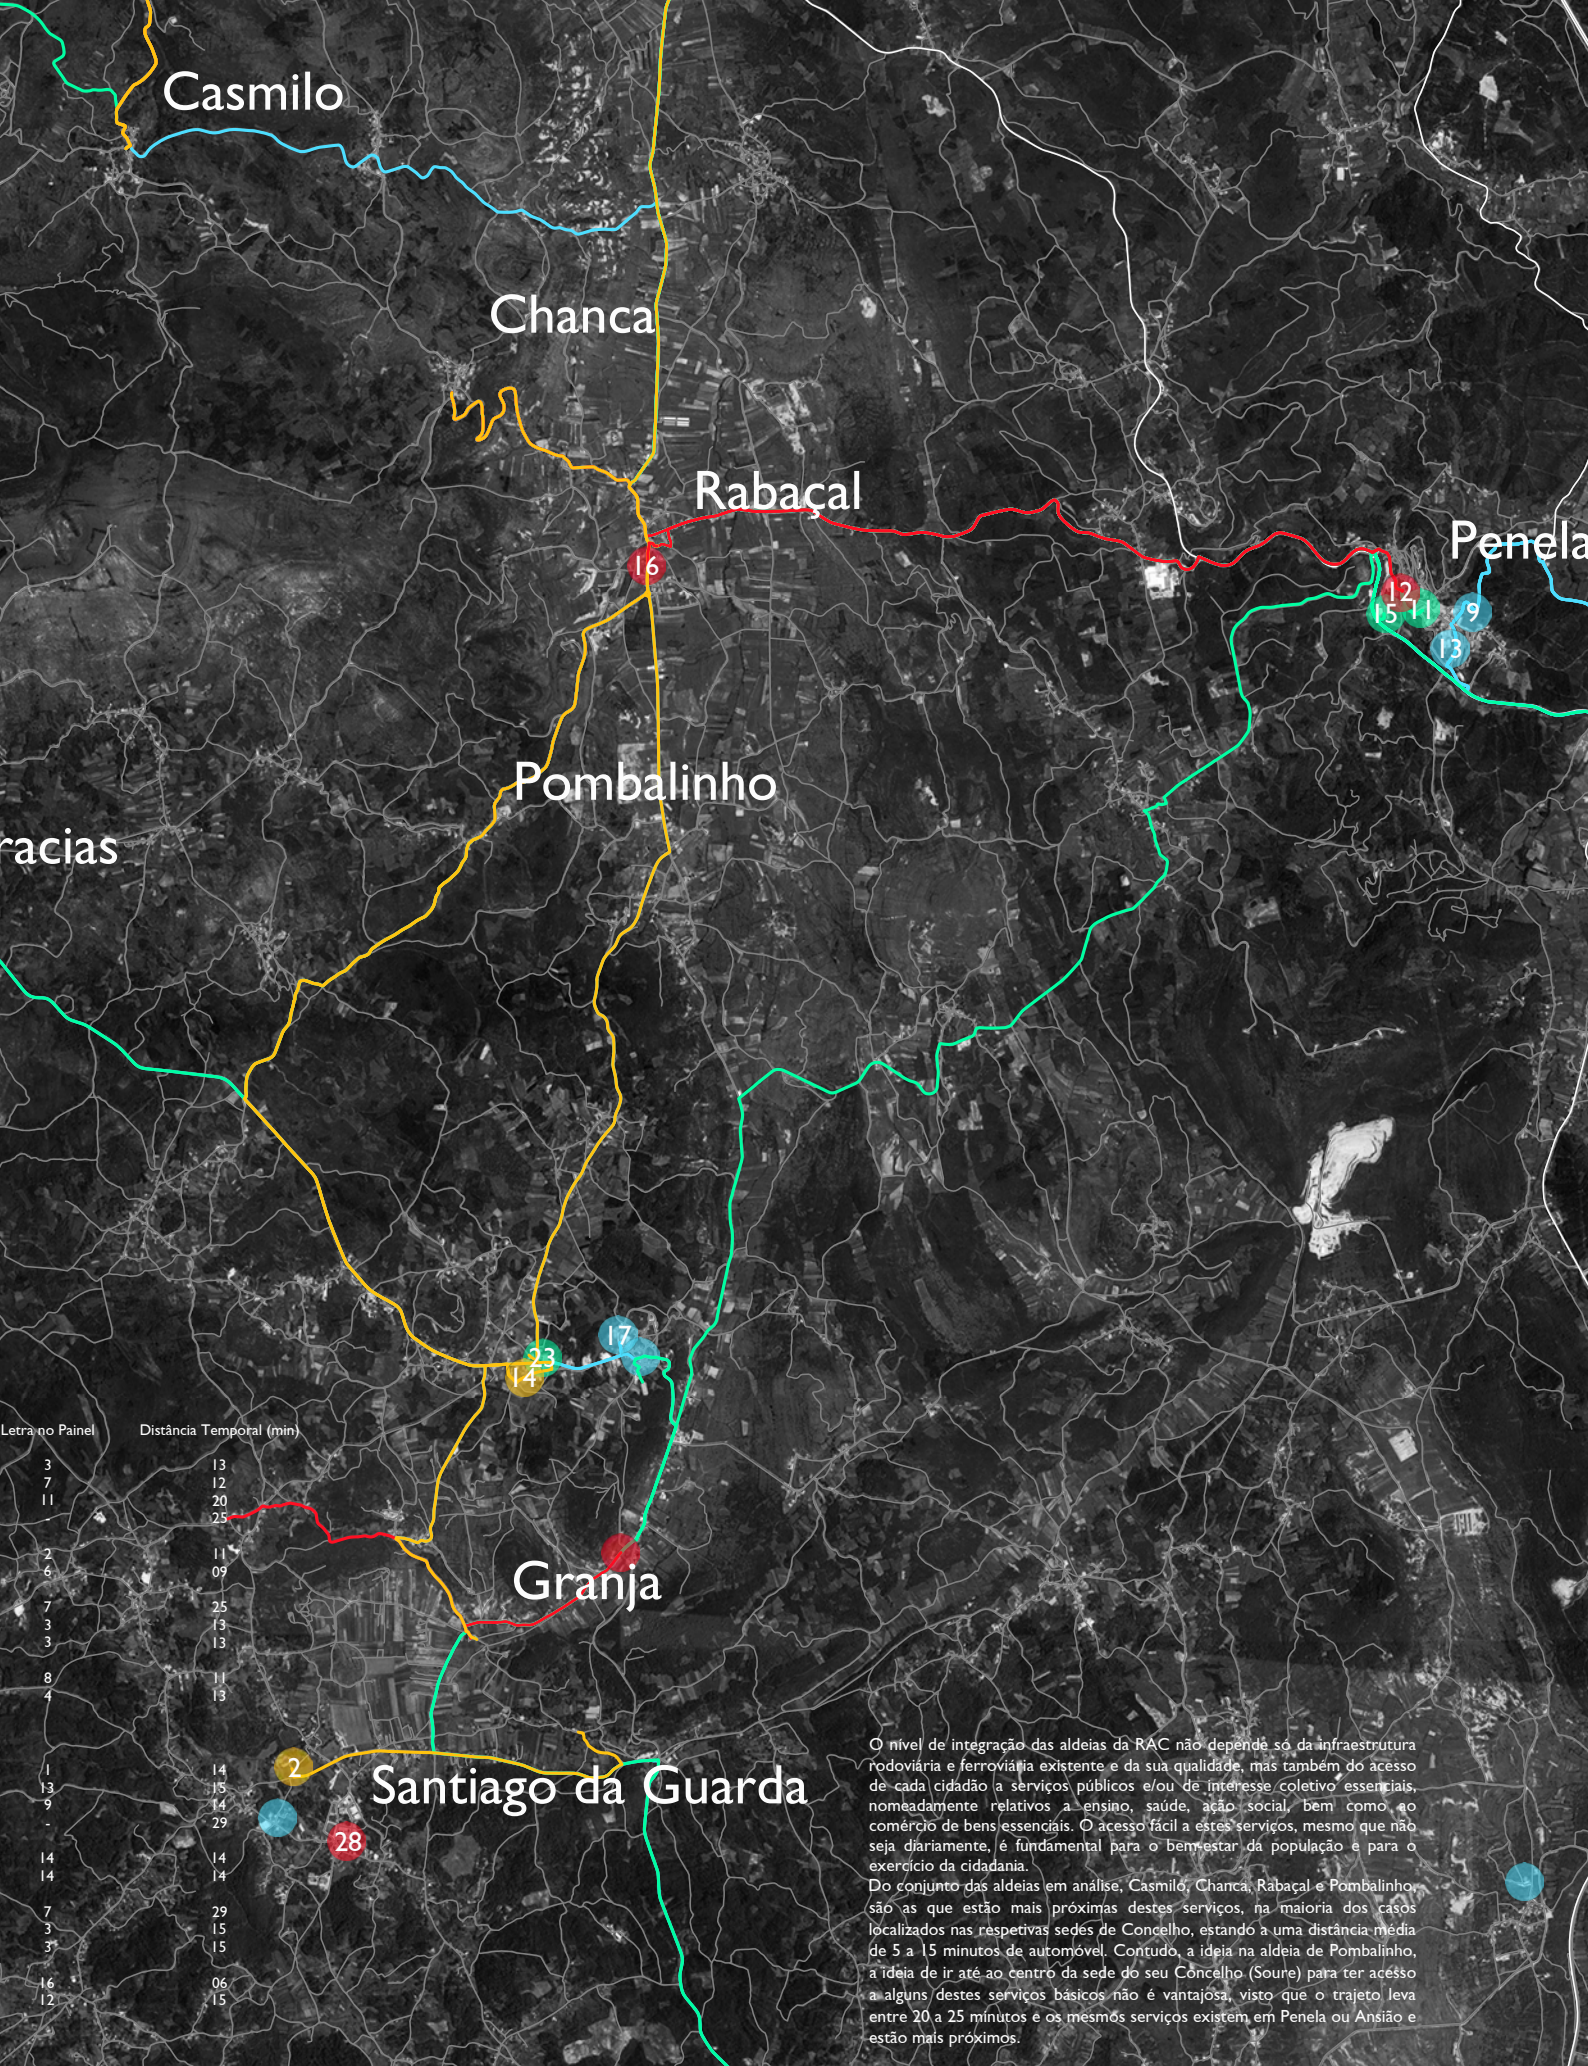 Casmilo
Chanca
Rabaçal
Penela
16
12
15
11
9
13
Pombalinho
racias
17
23
14
Letra no Painel Distância Temporal (min)
3 13
7 12
11 20
- 25
2 11
6 09
7 25
3 13
3 13
8 11
4 13
1 14
13 15
9 14
- 29
14 14
14 14
7 29
3 15
3 15
16 06
12 15
Granja
2
Santiago da Guarda
28
O nível de integração das aldeias da RAC não depende só da infraestrutura
rodoviária e ferroviária existente e da sua qualidade, mas também do acesso
de cada cidadão a serviços públicos e/ou de interesse coletivo essenciais,
nomeadamente relativos a ensino, saúde, ação social, bem como ao
comércio de bens essenciais. O acesso fácil a estes serviços, mesmo que não
seja diariamente, é fundamental para o bem-estar da população e para o
exercício da cidadania.
Do conjunto das aldeias em análise, Casmilo, Chanca, Rabaçal e Pombalinho,
são as que estão mais próximas destes serviços, na maioria dos casos
localizados nas respetivas sedes de Concelho, estando a uma distância média
de 5 a 15 minutos de automóvel. Contudo, a ideia na aldeia de Pombalinho,
a ideia de ir até ao centro da sede do seu Concelho (Soure) para ter acesso
a alguns destes serviços básicos não é vantajosa, visto que o trajeto leva
entre 20 a 25 minutos e os mesmos serviços existem em Penela ou Ansião e
estão mais próximos.